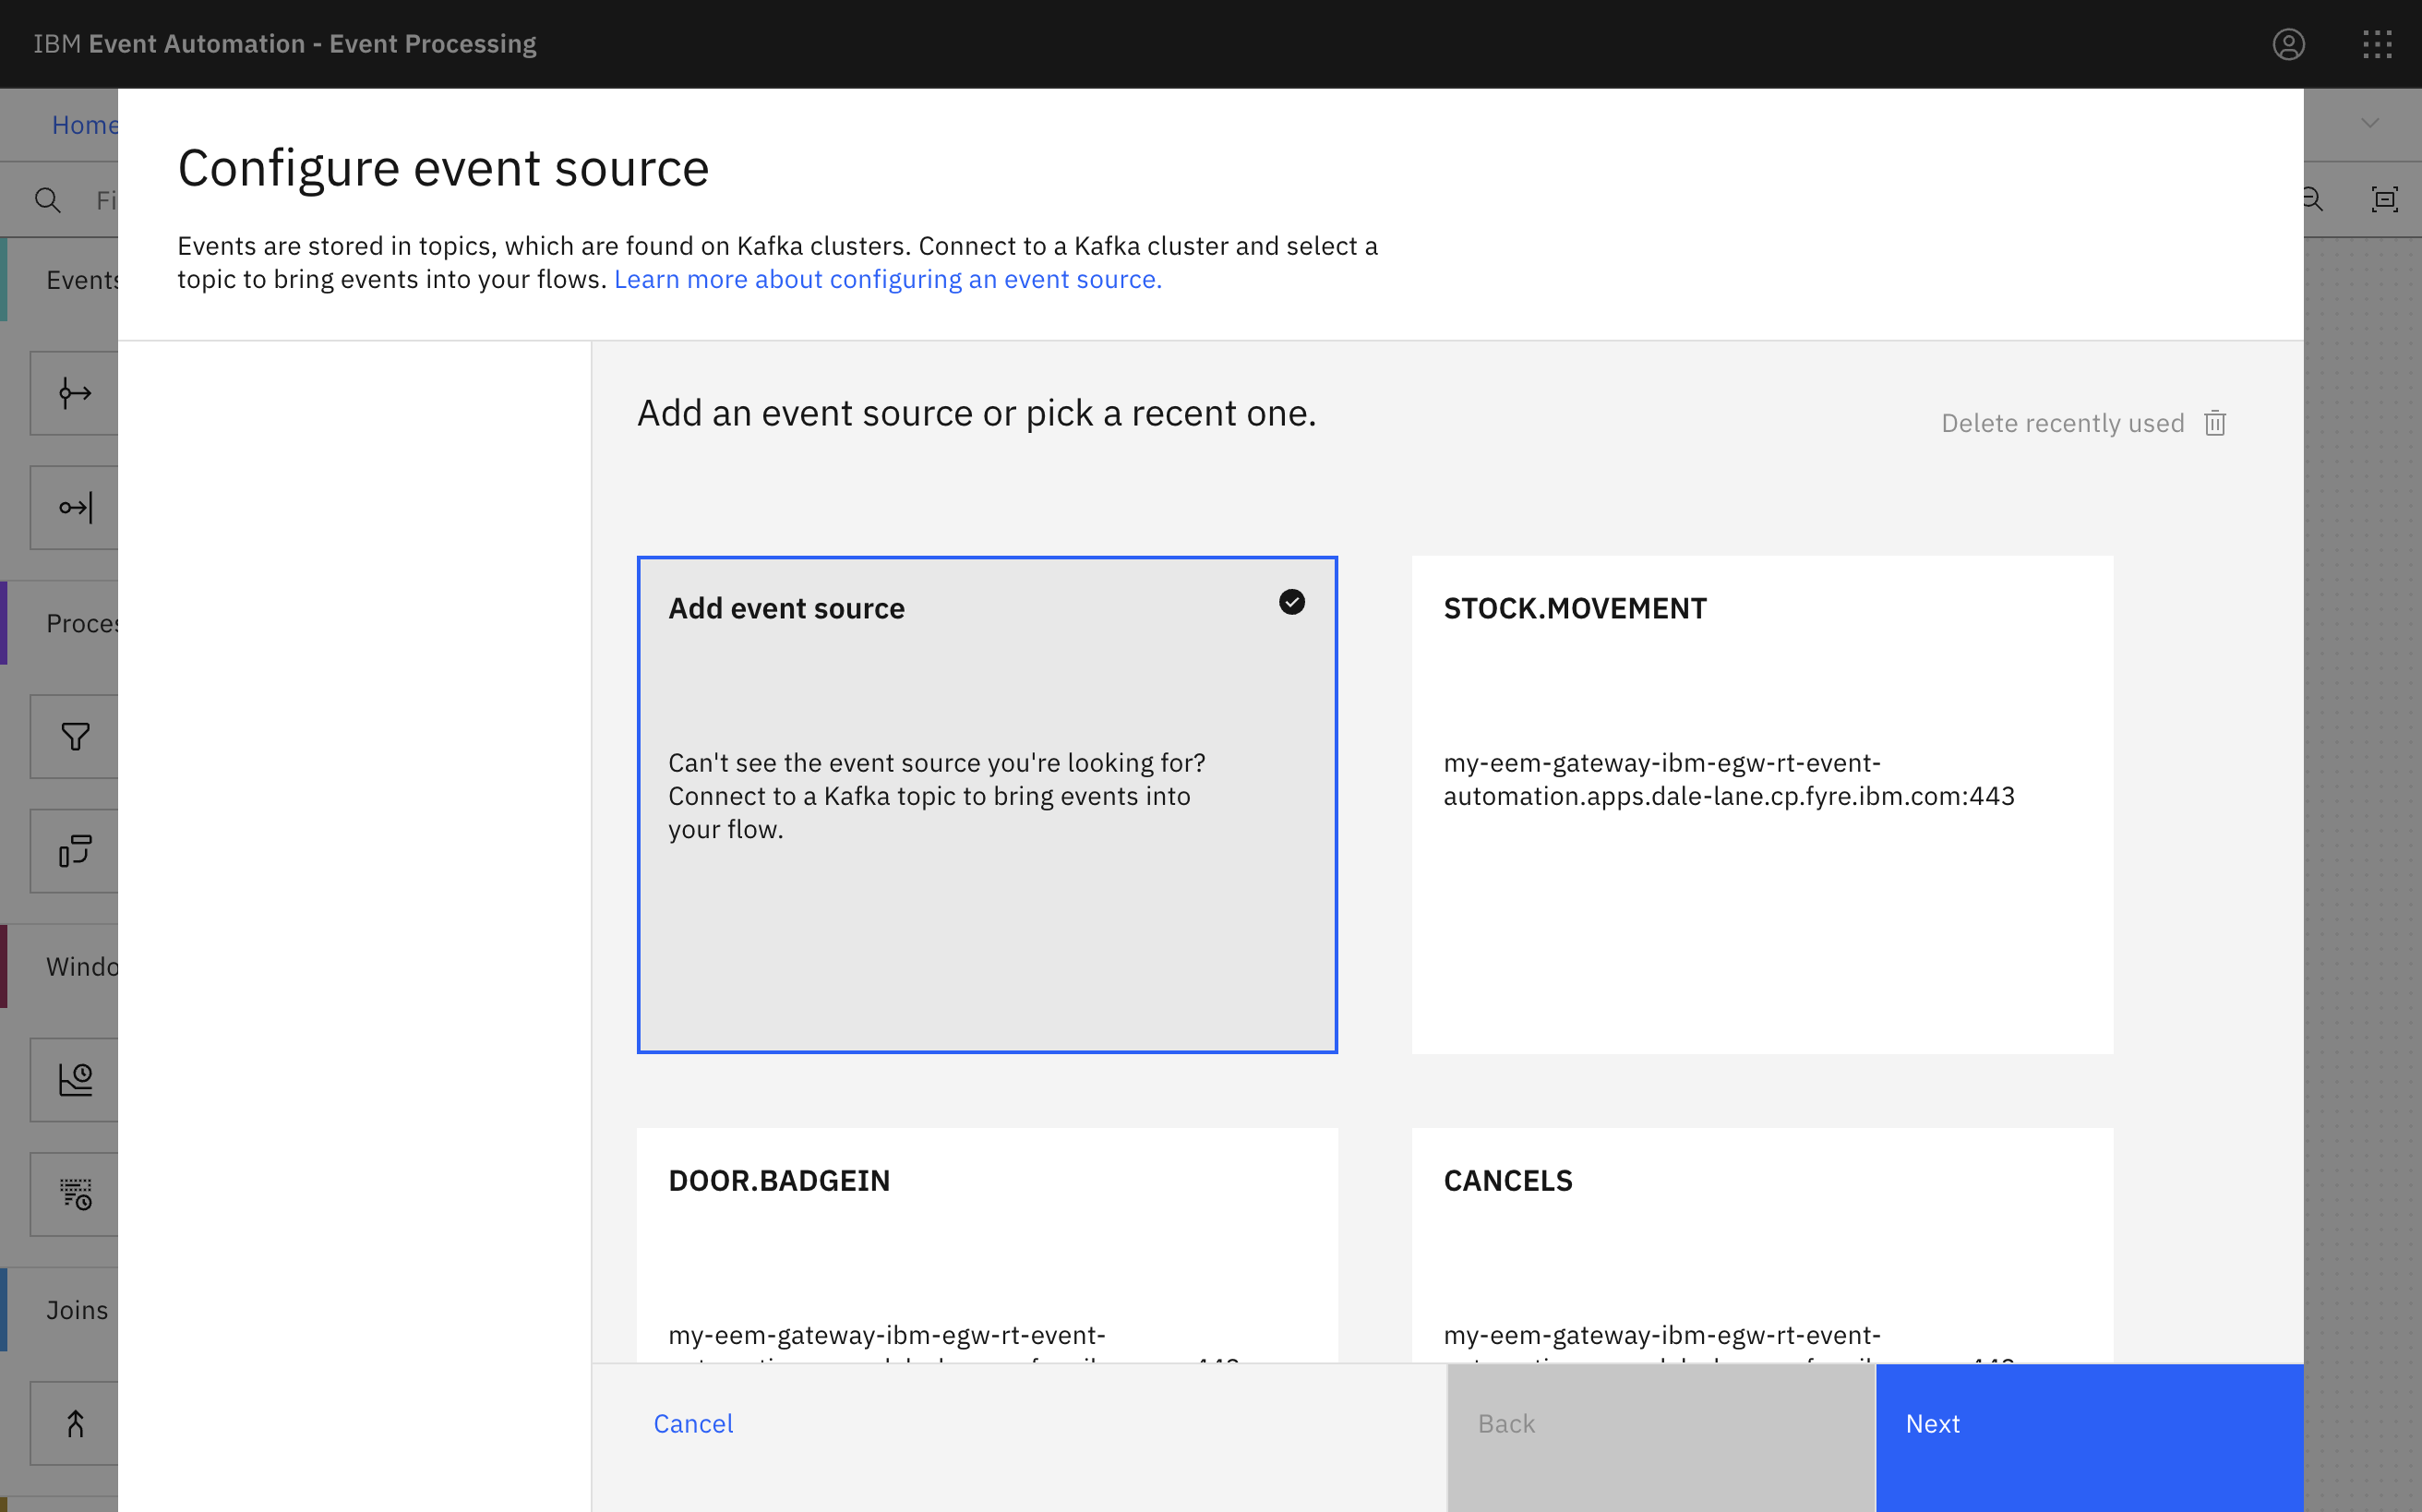 IBM Event Automation - Event Processing
Home
Fi
Configure event source
Events are stored in topics, which are found on Kafka clusters. Connect to a Kafka cluster and select a
topic to bring events into your flows. Learn more about configuring an event source.
Events
Proces
Windo
Joins
Add an event source or pick a recent one.
Delete recently used
Add event source
Can't see the event source you're looking for?
Connect to a Kafka topic to bring events into
your flow.
STOCK.MOVEMENT
my-eem-gateway-ibm-egw-rt-event-
automation.apps.dale-lane.cp.fyre.ibm.com:443
DOOR.BADGEIN
my-eem-gateway-ibm-egw-rt-event-
CANCELS
my-eem-gateway-ibm-egw-rt-event-
Cancel
Back
Next